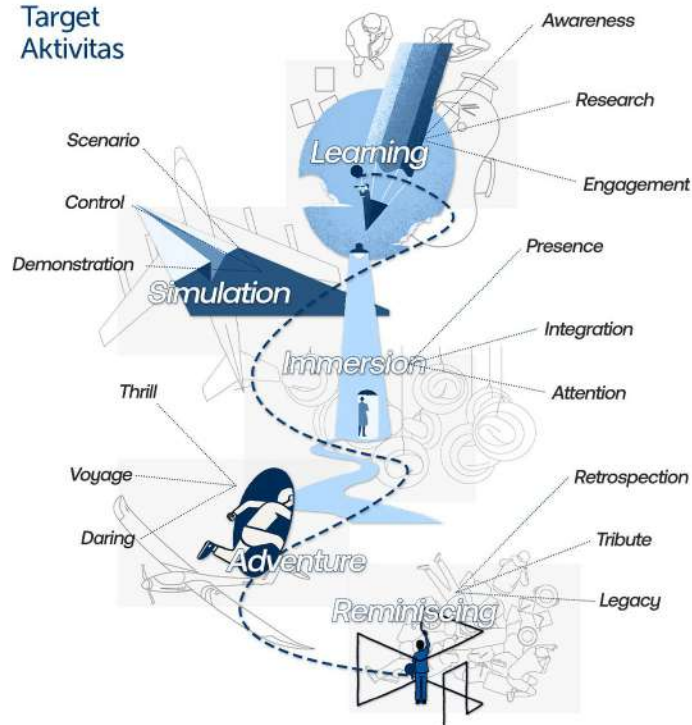 Target
Aktivitas
Awareness
Research
Learning
Engagement
Scenario
Control
Demonstration
Simulation
Presence
Integration
Immersion
Attention
Thrill
Voyage
Daring
Adventure
Retrospection
Tribute
Legacy
Reminiscing